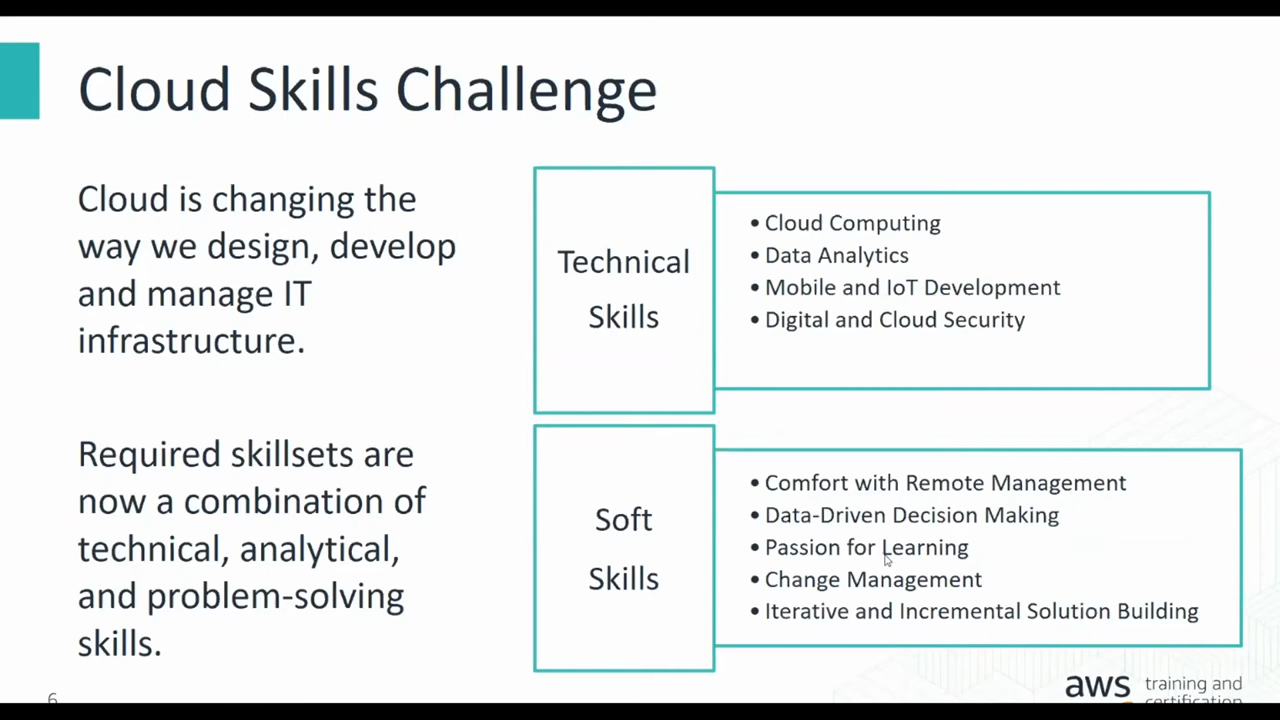 Cloud Skills Challenge
Cloud is changing the
way we design, develop
and manage IT
infrastructure.
Required skillsets are
now a combination of
technical, analytical,
and problem-solving
skills.
Technical
Skills
• Cloud Computing
• Data Analytics
• Mobile and IoT Development
• Digital and Cloud Security
Soft
Skills
• Comfort with Remote Management
• Data-Driven Decision Making
• Passion for Learning
• Change Management
• Iterative and Incremental Solution Building
6
aws training and
certification